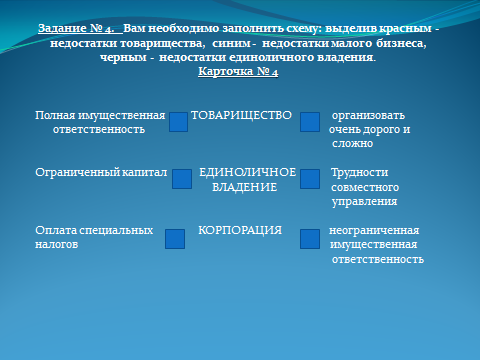 Задание № 4. Вам необходимо заполнить схему: выделив красным -
недостатки товарищества, синим - недостатки малого бизнеса,
черным - недостатки единоличного владения.
Карточка № 4
Полная имущественная ТОВАРИЩЕСТВО организовать
ответственность очень дорого и
сложно
Ограниченный капитал ЕДИНОЛИЧНОЕ Трудности
ВЛАДЕНИЕ совместного
управления
Оплата специальных КОРПОРАЦИЯ неограниченная
налогов имущественная
ответственность